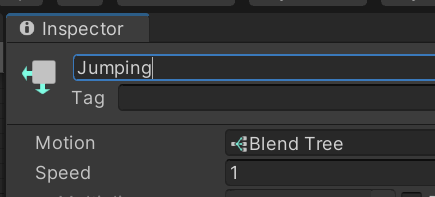 Inspector
Jumping
Tag
Motion Blend Tree
Speed 1